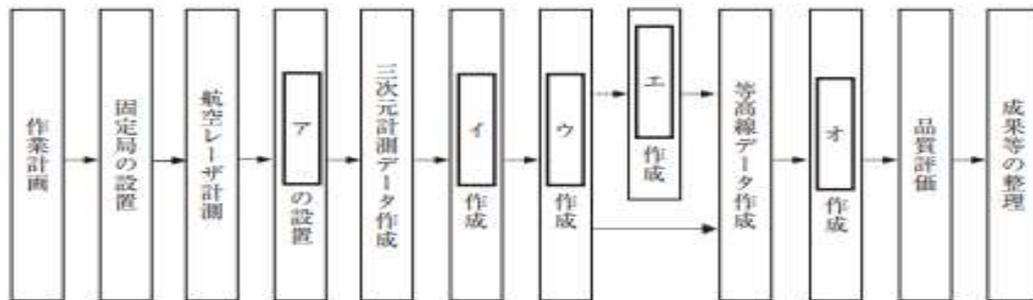 作業計画
固定局の設置
航空レーザ計測
ア の設置
三次元計測データ作成
イ 作成
ウ 作成
エ 作成
等高線データ作成
オ 作成
品質評価
成果等の整理